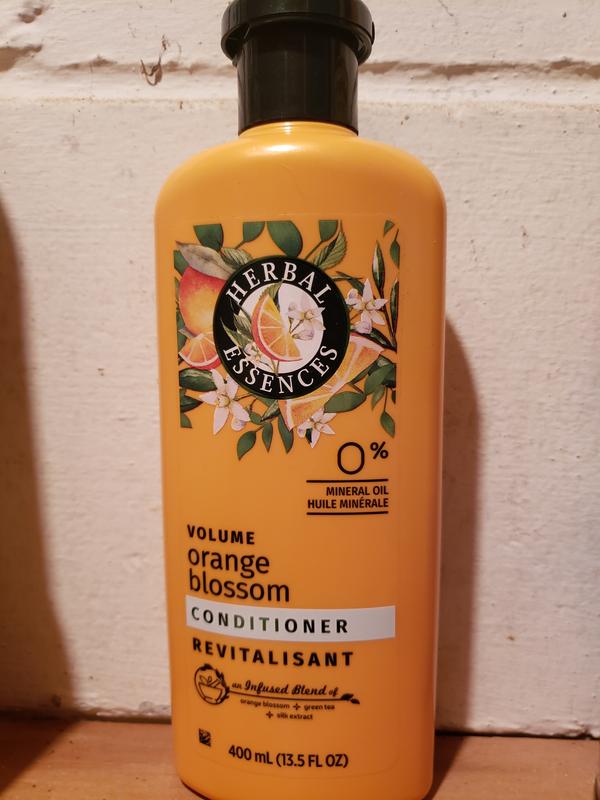 HERBAL
ESSENCES
0%
MINERAL OIL
HUILE MINÉRALE
VOLUME
orange
blossom
CONDITIONER
REVITALISANT
an Infused Blend of
orange blossom + green tea
+ silk extract
400 mL (13.5 FL OZ)